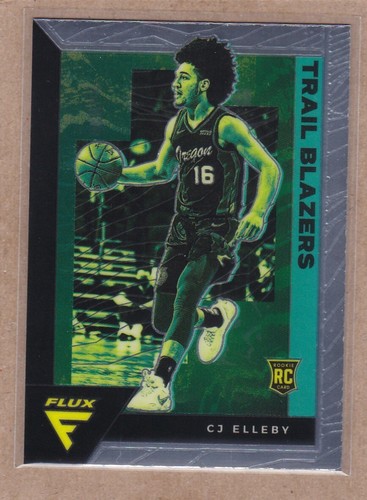 TRAIL BLAZERS
Oregon
16
ROOKIE
RC
CARD
FLUX
CJ ELLEBY